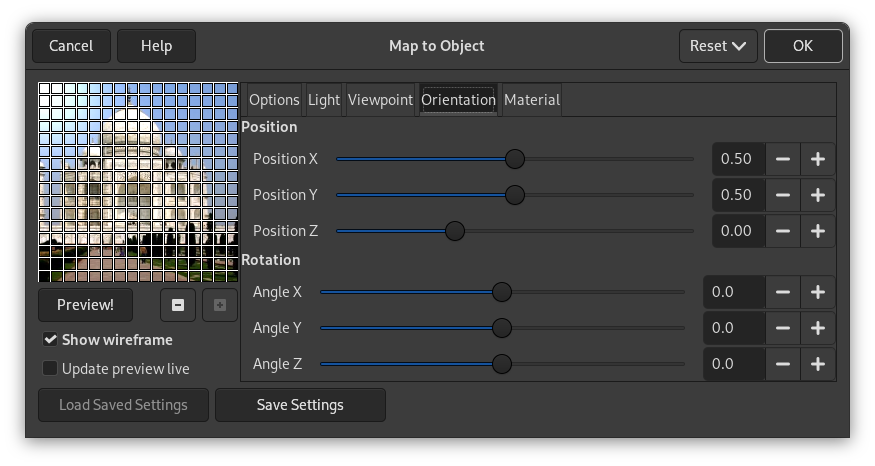 Cancel Help Map to Object Reset OK
Options Light Viewpoint Orientation Material
Position
Position X 0.50
Position Y 0.50
Position Z 0.00
Rotation
Angle X 0.0
Angle Y 0.0
Angle Z 0.0
Preview!
Show wireframe
Update preview live
Load Saved Settings Save Settings